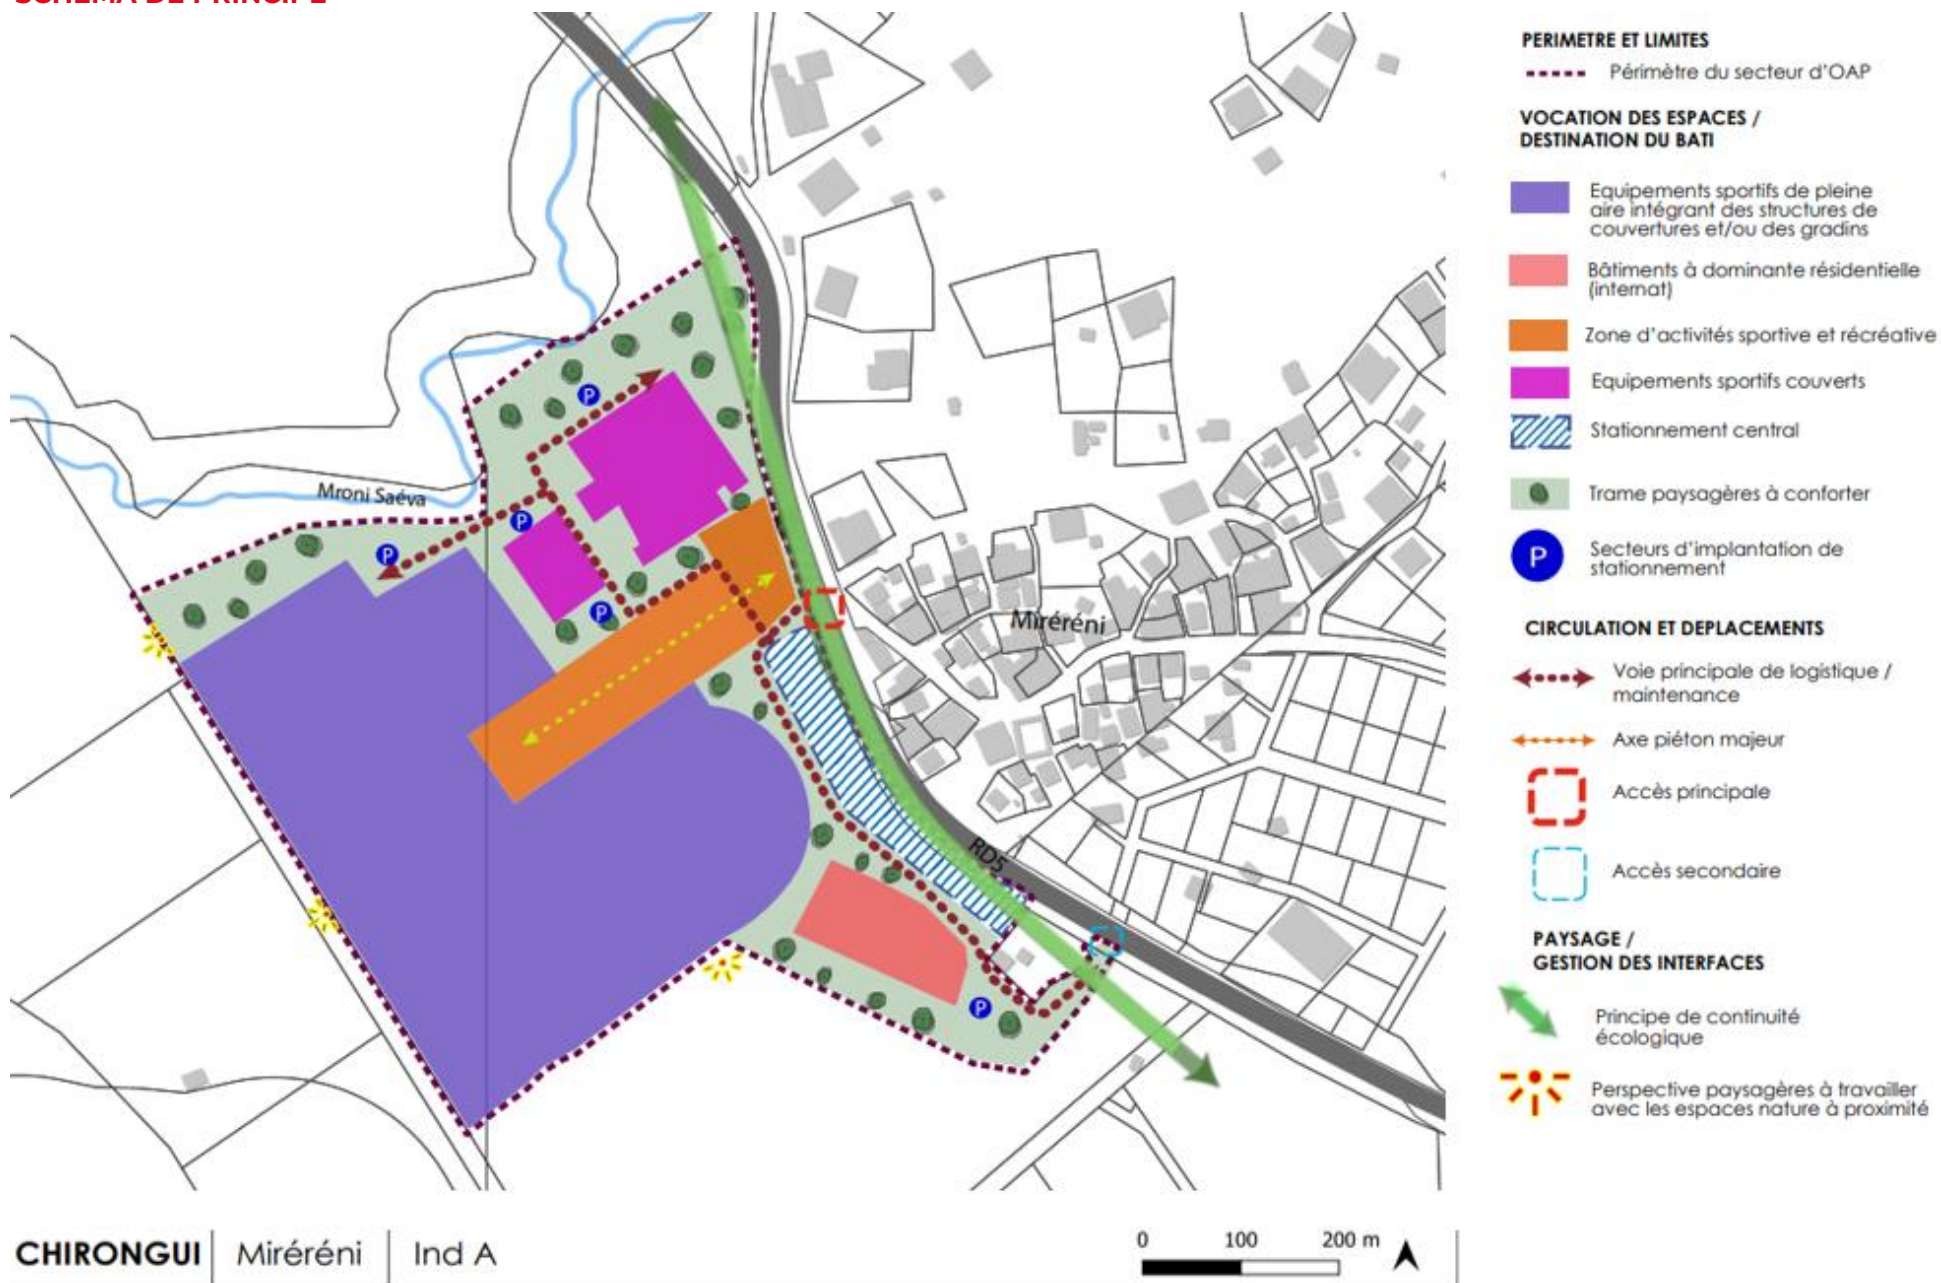 SCHEMA DE PRINCIPE
Mroni Saéva
Miréréni
RD5
P
P
P
P
P
PERIMETRE ET LIMITES
Périmètre du secteur d'OAP
VOCATION DES ESPACES /
DESTINATION DU BATI
Equipements sportifs de pleine
aire intégrant des structures de
couvertures et/ou des gradins
Bâtiments à dominante résidentielle
(internat)
Zone d'activités sportive et récréative
Equipements sportifs couverts
Stationnement central
Trame paysagères à conforter
P
Secteurs d'implantation de
stationnement
CIRCULATION ET DEPLACEMENTS
Voie principale de logistique /
maintenance
Axe piéton majeur
Accès principale
Accès secondaire
PAYSAGE /
GESTION DES INTERFACES
Principe de continuité
écologique
Perspective paysagères à travailler
avec les espaces nature à proximité
CHIRONGUI Miréréni Ind A
0 100 200 m